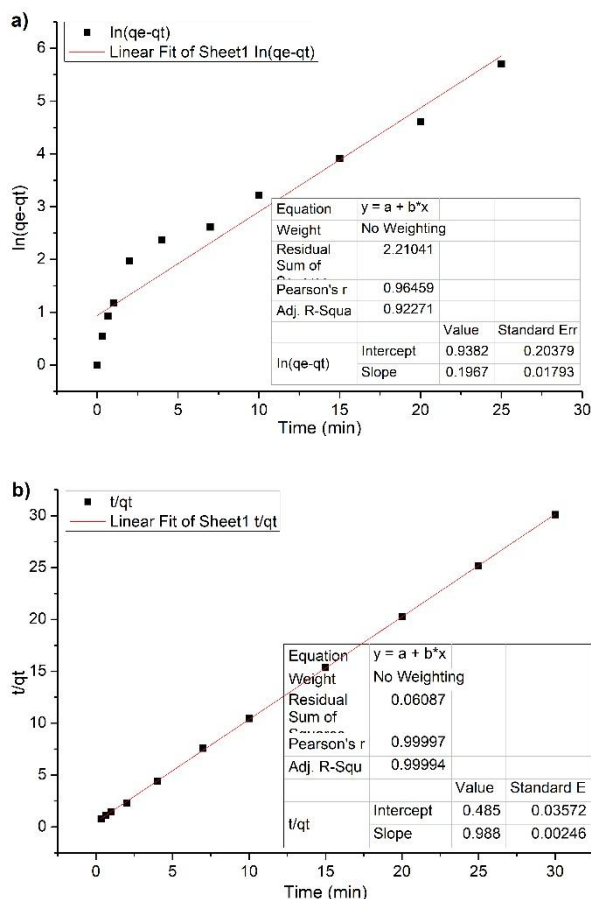 a)
ln(qe-qt)
Linear Fit of Sheet1 ln(qe-qt)
6
5
4
3
2
1
0
ln(qe-qt)
Equation y = a + b*x
Weight No Weighting
Residual 2.21041
Sum of
Pearson's r 0.96459
Adj. R-Squa 0.92271
Value Standard Err
ln(qe-qt) Intercept 0.9382 0.20379
Slope 0.1967 0.01793
0 5 10 15 20 25 30
Time (min)
b)
t/qt
Linear Fit of Sheet1 t/qt
30
25
20
15
10
5
0
t/qt
Equation y = a + b*x
Weight No Weighting
Residual 0.06087
Sum of
Pearson's r 0.99997
Adj. R-Squ 0.99994
Value Standard E
t/qt Intercept 0.485 0.03572
Slope 0.988 0.00246
0 5 10 15 20 25 30
Time (min)